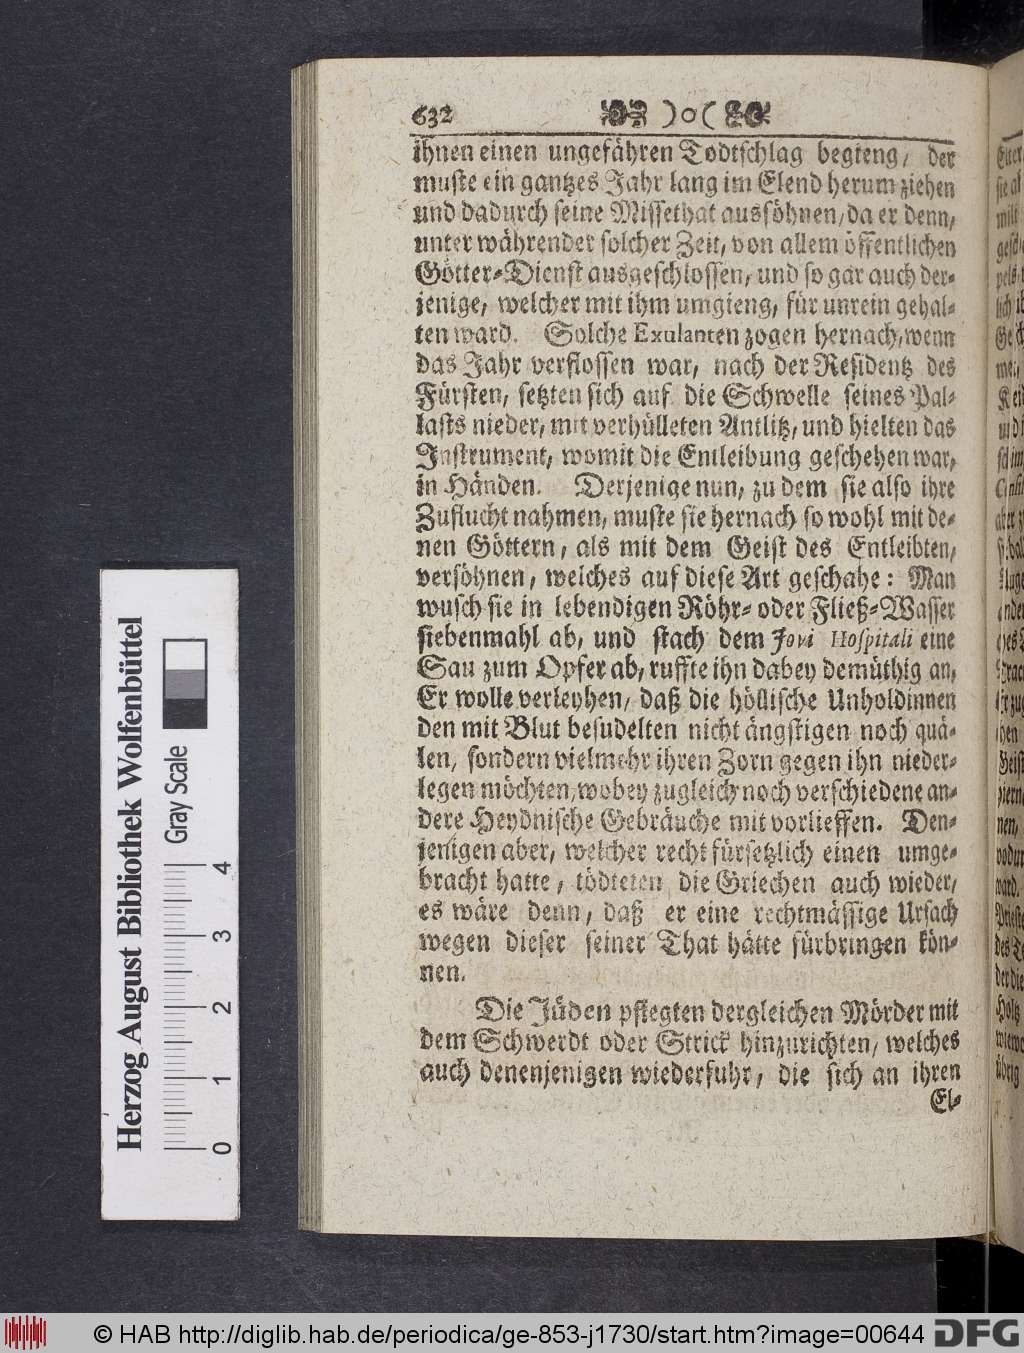 632 )o(
ihnen einen ungefähren Todtschlag begieng, der
muste ein gantzes Jahr lang im Elend herum ziehen
und dadurch seine Missethat aussöhnen, da er denn,
unter währender solcher Zeit, von allem öffentlichen
Götter-Dienst ausgeschlossen, und so gar auch der-
jenige, welcher mit ihm umgieng, für unrein gehal-
ten ward. Solche Exulanten zogen hernach, wenn
das Jahr verflossen war, nach der Residentz des
Fürsten, setzten sich auf die Schwelle seines Pal-
lasts nieder, mit verhülleten Antlitz, und hielten das
Instrument, womit die Entleibung geschehen war,
in Händen. Derjenige nun, zu dem sie also ihre
Zuflucht nahmen, muste sie hernach so wohl mit de-
nen Göttern, als mit dem Geist des Entleibten,
versöhnen, welches auf diese Art geschahe: Man
wusch sie in lebendigen Röhr- oder Fließ-Wasser
siebenmahl ab, und stach dem Jovi Hospitali eine
Sau zum Opfer ab, ruffte ihn dabey demüthig an,
Er wolle verleyhen, daß die höllische Unholdinnen
den mit Blut besudelten nicht ängstigen noch quä-
len, sondern vielmehr ihren Zorn gegen ihn nieder-
legen möchten, wobey zugleich noch verschiedene an-
dere Heydnische Gebräuche mit vorlieffen. Den-
jenigen aber, welcher recht fürsetzlich einen umge-
bracht hatte, tödteten die Griechen auch wieder,
es wäre denn, daß er eine rechtmässige Ursach
wegen dieser seiner That hätte fürbringen kön-
nen.
Die Jüden pflegten dergleichen Mörder mit
dem Schwerdt oder Strick hinzurichten, welches
auch denenjenigen wiederfuhr, die sich an ihren
El-
Herzog August Bibliothek Wolfenbüttel
Gray Scale
0 1 2 3 4
© HAB http://diglib.hab.de/periodica/ge-853-j1730/start.htm?image=00644
DFG